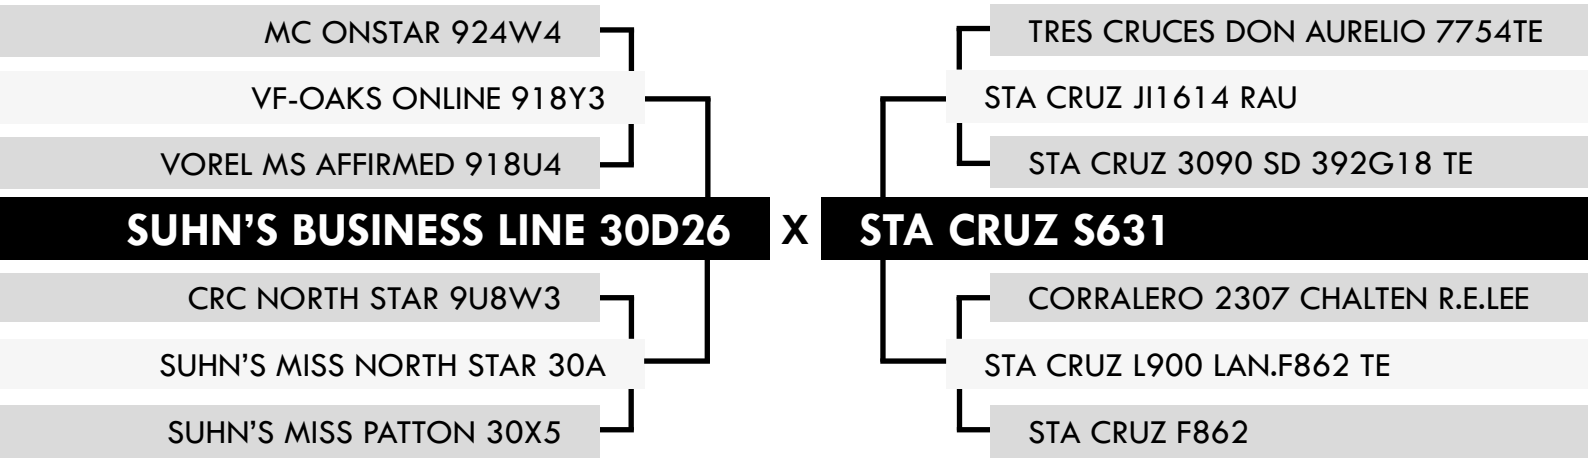 MC ONSTAR 924W4
VF-OAKS ONLINE 918Y3
VOREL MS AFFIRMED 918U4
SUHN'S BUSINESS LINE 30D26
CRC NORTH STAR 9U8W3
SUHN'S MISS NORTH STAR 30A
SUHN'S MISS PATTON 30X5
X
TRES CRUCES DON AURELIO 7754TE
STA CRUZ JI1614 RAU
STA CRUZ 3090 SD 392G18 TE
STA CRUZ S631
CORRALERO 2307 CHALTEN R.E.LEE
STA CRUZ L900 LAN.F862 TE
STA CRUZ F862